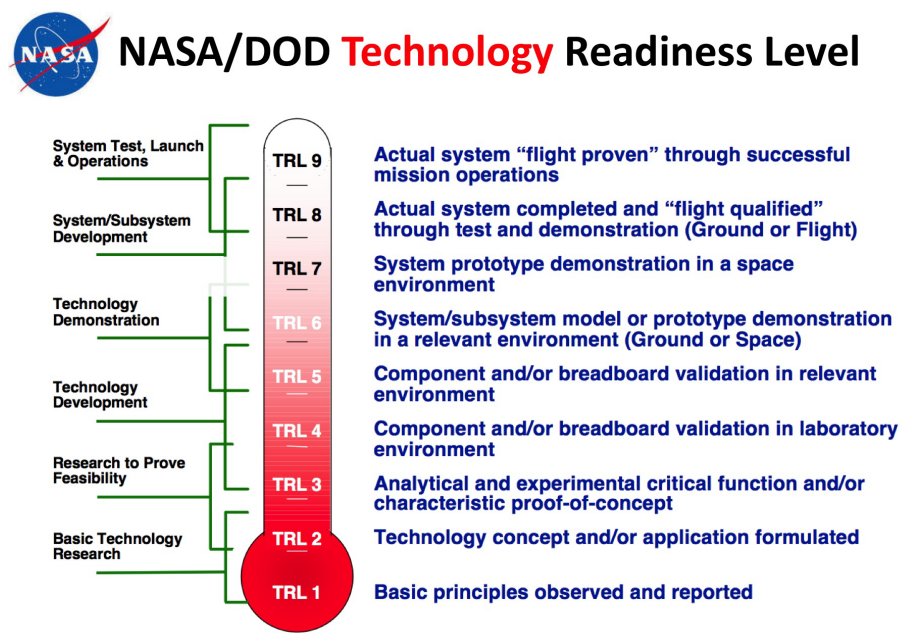 NASA
NASA/DOD Technology Readiness Level
System Test, Launch
& Operations
System/Subsystem
Development
Technology
Demonstration
Technology
Development
Research to Prove
Feasibility
Basic Technology
Research
TRL 9
TRL 8
TRL 7
TRL 6
TRL 5
TRL 4
TRL 3
TRL 2
TRL 1
Actual system “flight proven” through successful
mission operations
Actual system completed and “flight qualified”
through test and demonstration (Ground or Flight)
System prototype demonstration in a space
environment
System/subsystem model or prototype demonstration
in a relevant environment (Ground or Space)
Component and/or breadboard validation in relevant
environment
Component and/or breadboard validation in laboratory
environment
Analytical and experimental critical function and/or
characteristic proof-of-concept
Technology concept and/or application formulated
Basic principles observed and reported